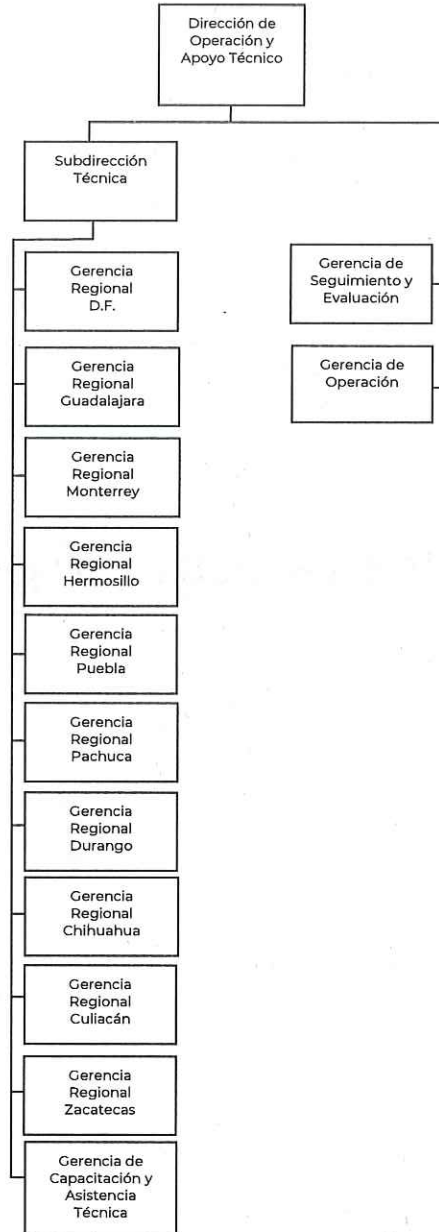 Dirección de
Operación y
Apoyo Técnico
Subdirección
Técnica
Gerencia
Regional
D.F.
Gerencia de
Seguimiento y
Evaluación
Gerencia
Regional
Guadalajara
Gerencia de
Operación
Gerencia
Regional
Monterrey
Gerencia
Regional
Hermosillo
Gerencia
Regional
Puebla
Gerencia
Regional
Pachuca
Gerencia
Regional
Durango
Gerencia
Regional
Chihuahua
Gerencia
Regional
Culiacán
Gerencia
Regional
Zacatecas
Gerencia de
Capacitación y
Asistencia
Técnica